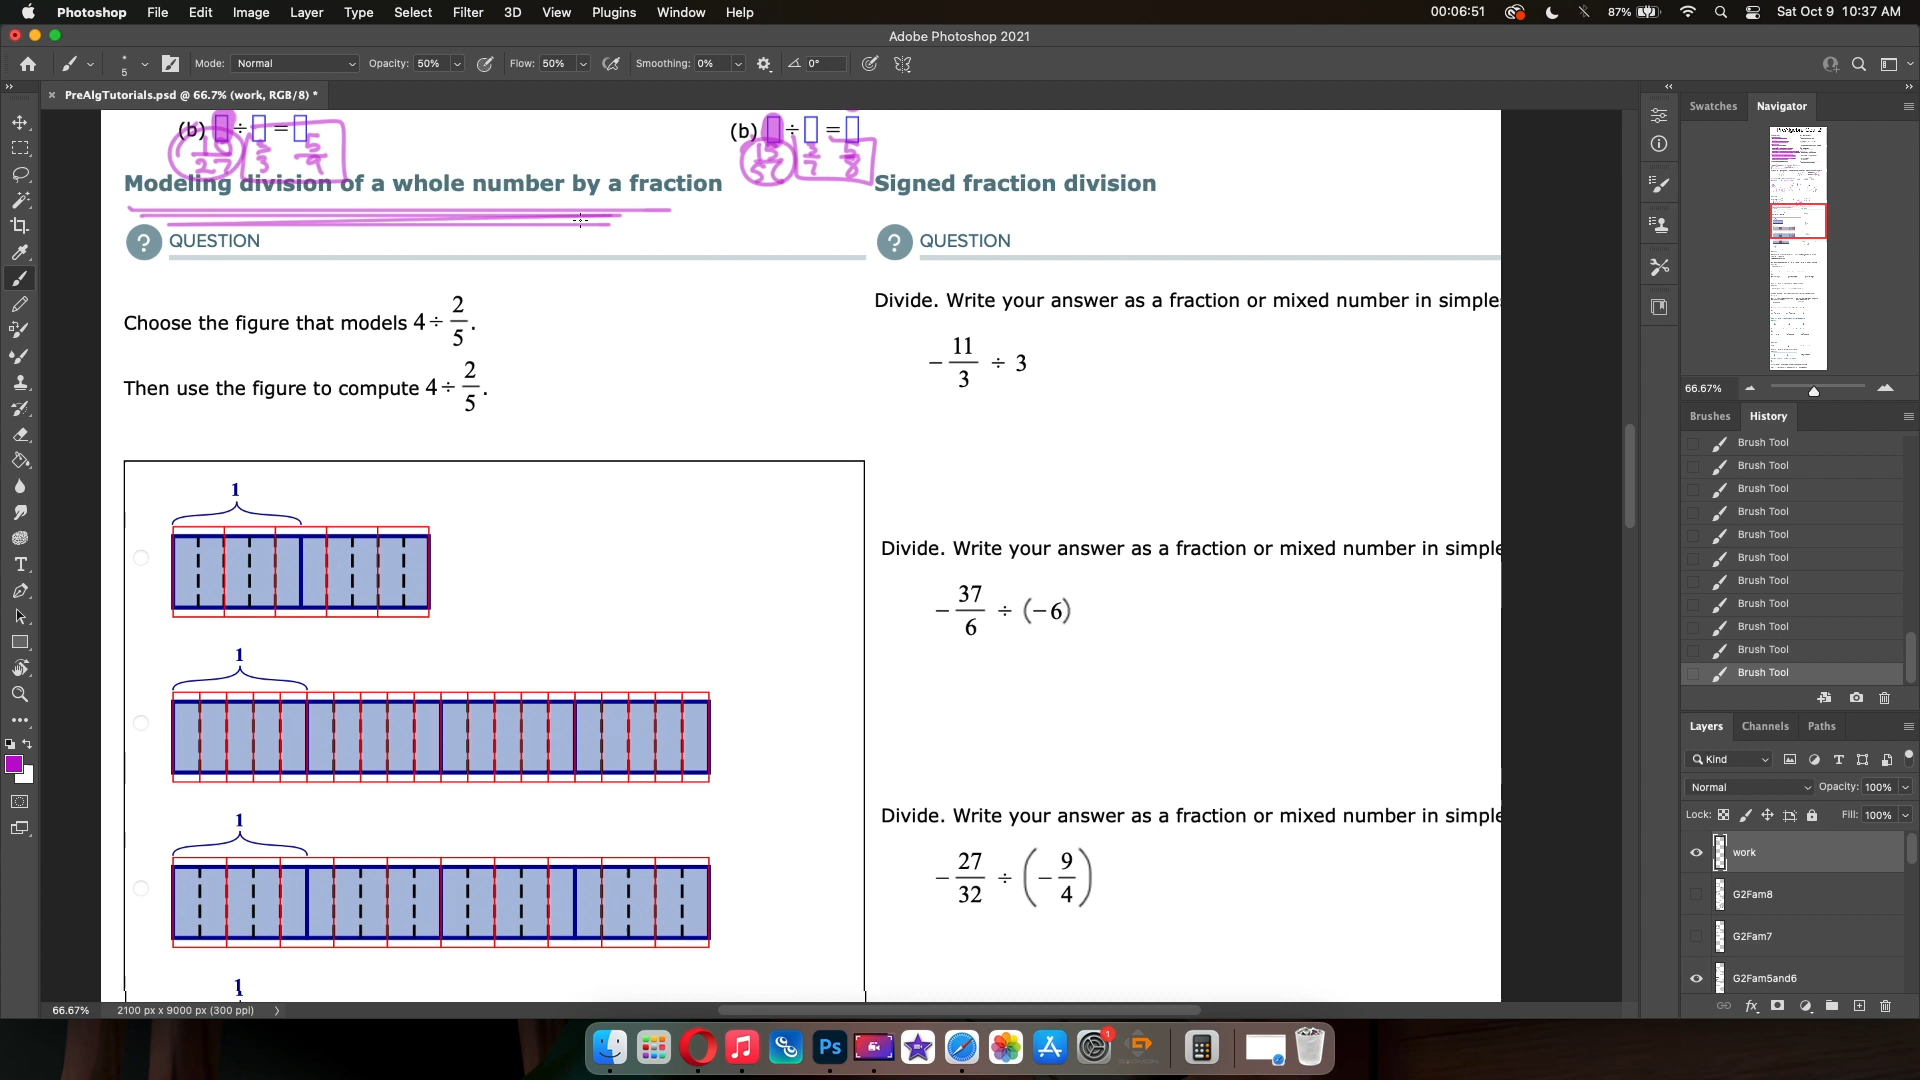 Photoshop File Edit Image Layer Type Select Filter 3D View Plugins Window Help 00:06:51 87% Sat Oct 9 10:37 AM
Adobe Photoshop 2021
5 Mode: Normal Opacity: 50% Flow: 50% Smoothing: 0% 0°
PreAlgTutorials.psd @ 66.7% (work, RGB/8) *
(b) ÷ =
(b) ÷ =
Modeling division of a whole number by a fraction
Signed fraction division
? QUESTION
? QUESTION
Choose the figure that models 4 ÷ 2/5.
Then use the figure to compute 4 ÷ 2/5.
1
1
1
1
Divide. Write your answer as a fraction or mixed number in simples
- 11/3 ÷ 3
Divide. Write your answer as a fraction or mixed number in simple
- 37/6 ÷ (-6)
Divide. Write your answer as a fraction or mixed number in simple
- 27/32 ÷ (- 9/4)
Swatches Navigator
66.67%
Brushes History
Brush Tool
Brush Tool
Brush Tool
Brush Tool
Brush Tool
Brush Tool
Brush Tool
Brush Tool
Brush Tool
Brush Tool
Brush Tool
Layers Channels Paths
Kind
Normal Opacity: 100%
Lock: Fill: 100%
work
G2Fam8
G2Fam7
G2Fam5and6
fx
66.67% 2100 px x 9000 px (300 ppi)
Ps 1